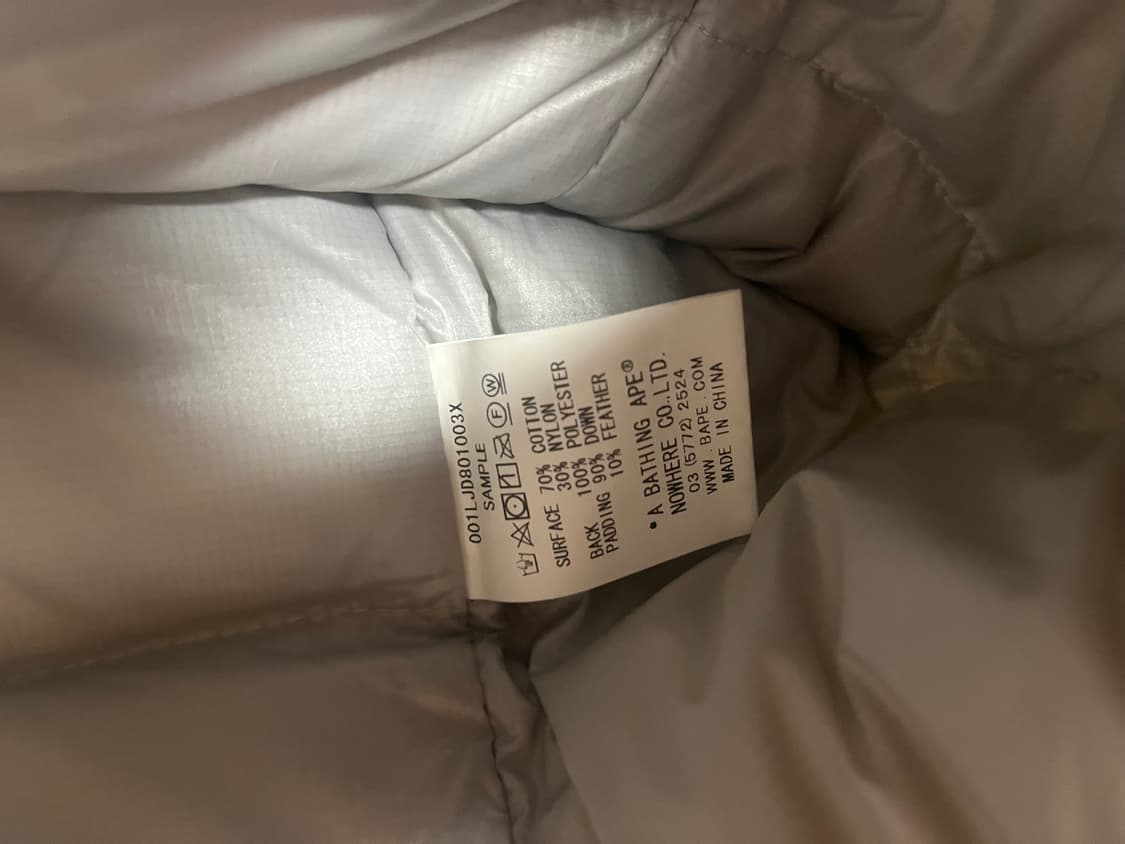 001LJD801003X
SAMPLE
F W
SURFACE 70% COTTON
30% NYLON
BACK 100% POLYESTER
PADDING 90% DOWN
10% FEATHER
• A BATHING APE®
NOWHERE CO.,LTD.
03 (5772) 2524
WWW.BAPE.COM
MADE IN CHINA